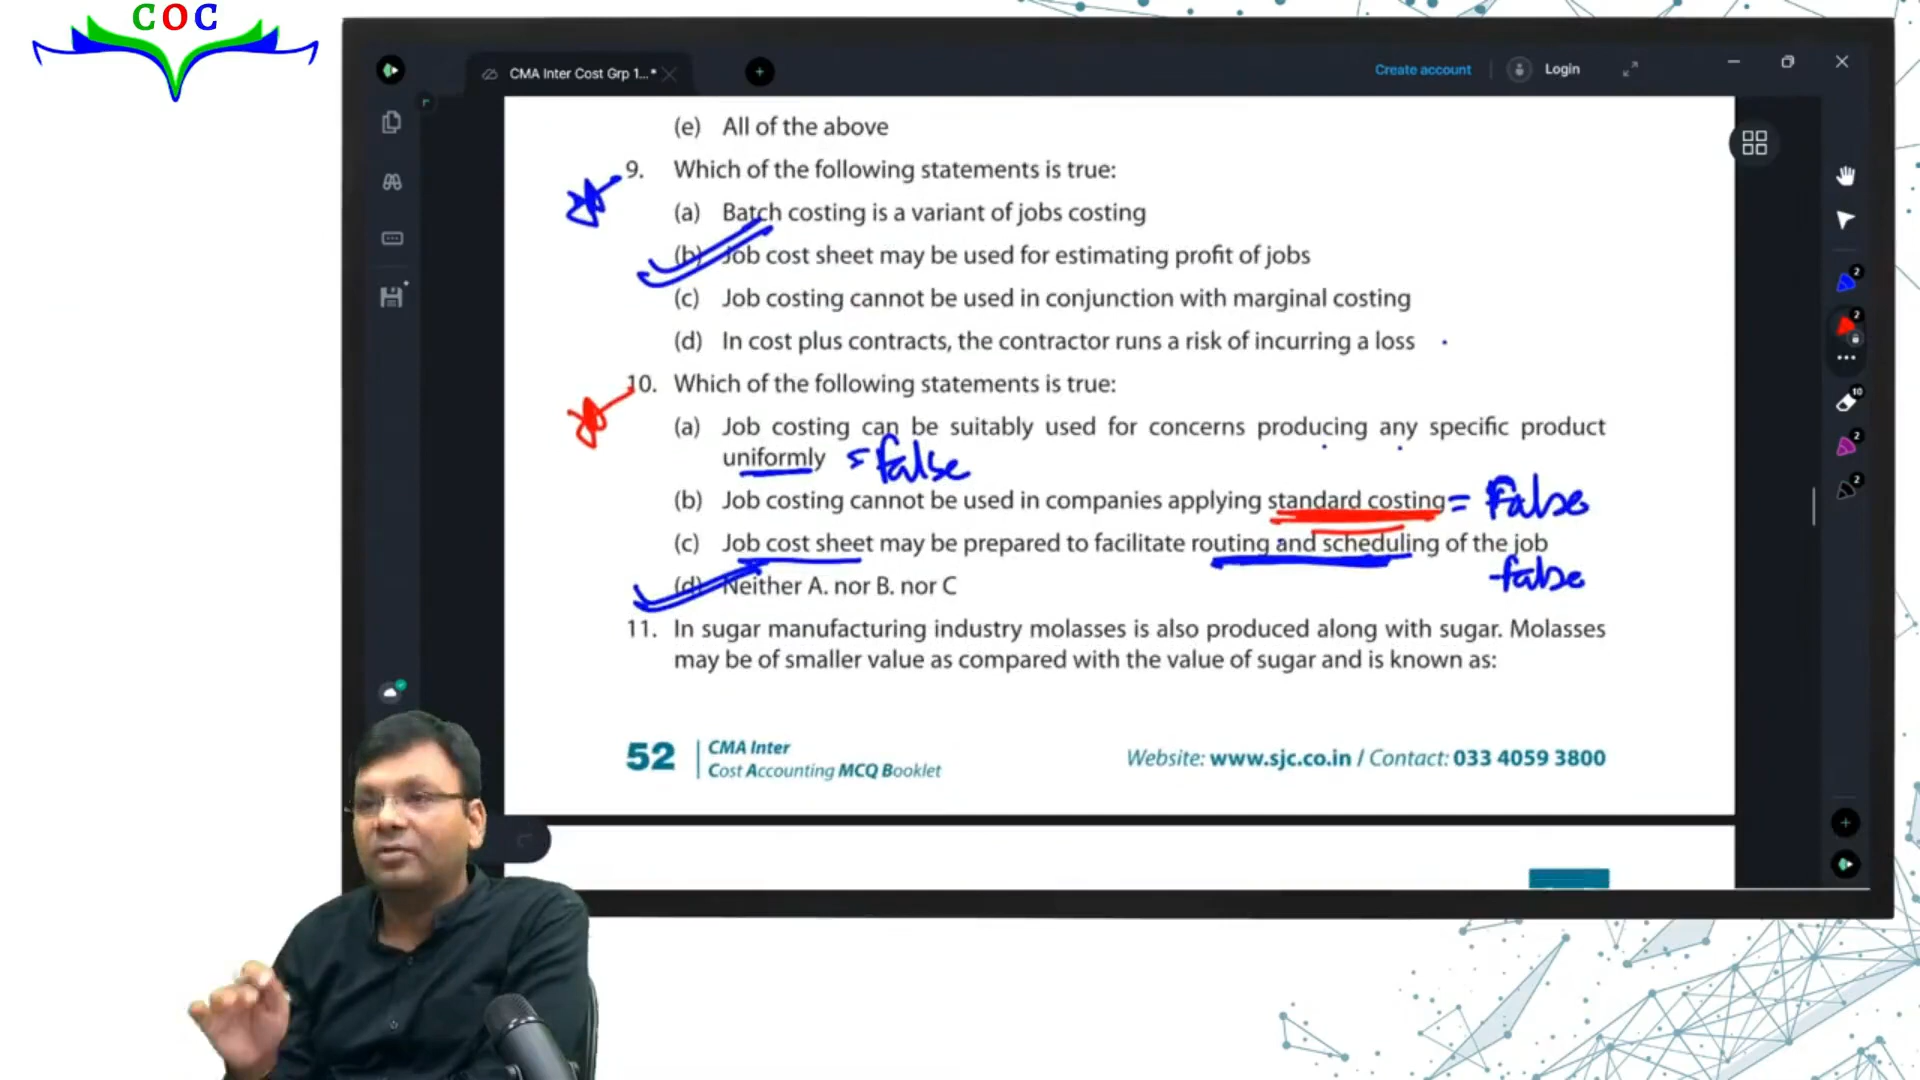 COC
CMA Inter Cost Grp 1...*
Create account
Login
(e) All of the above
9. Which of the following statements is true:
(a) Batch costing is a variant of jobs costing
(b) Job cost sheet may be used for estimating profit of jobs
(c) Job costing cannot be used in conjunction with marginal costing
(d) In cost plus contracts, the contractor runs a risk of incurring a loss
10. Which of the following statements is true:
(a) Job costing can be suitably used for concerns producing any specific product
uniformly = false
(b) Job costing cannot be used in companies applying standard costing = False
(c) Job cost sheet may be prepared to facilitate routing and scheduling of the job
- false
(d) Neither A. nor B. nor C
11. In sugar manufacturing industry molasses is also produced along with sugar. Molasses
may be of smaller value as compared with the value of sugar and is known as:
52
CMA Inter
Cost Accounting MCQ Booklet
Website: www.sjc.co.in / Contact: 033 4059 3800
2
2
10
2
2